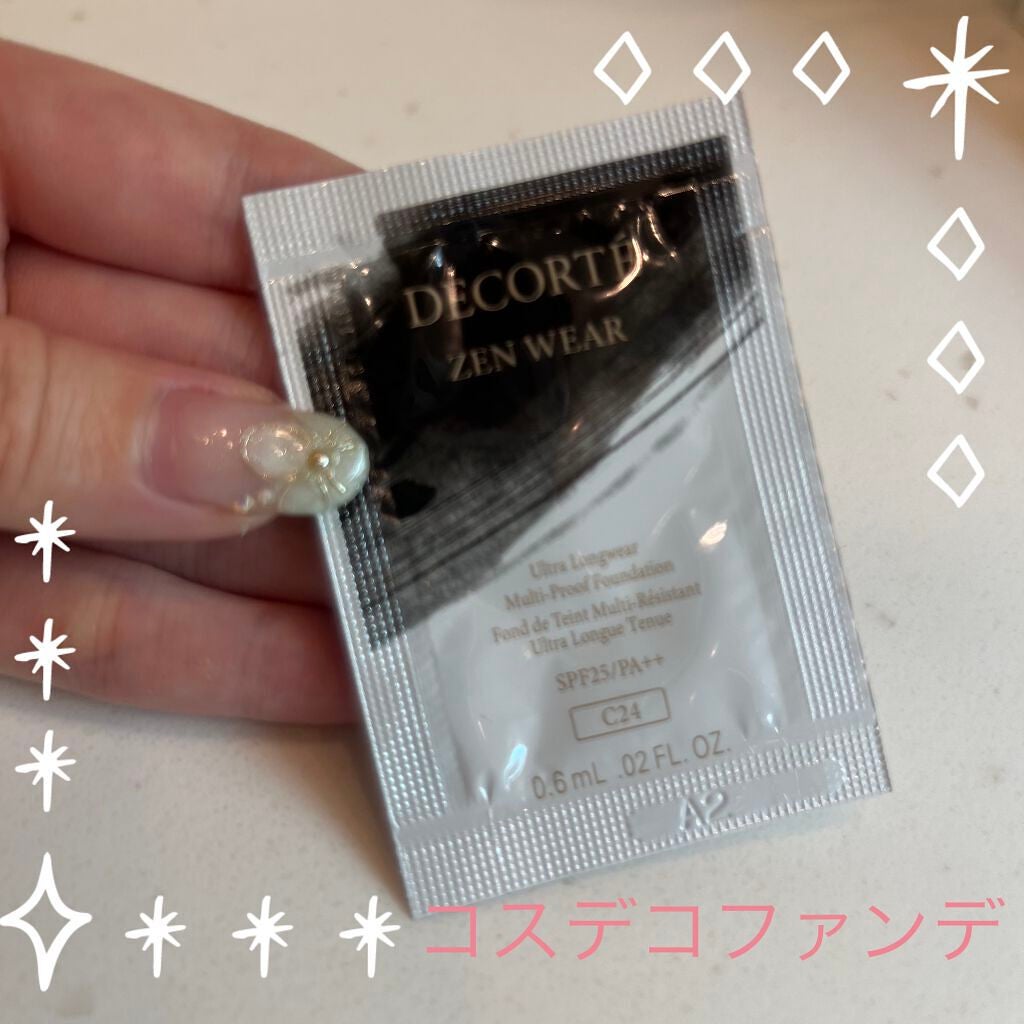 DECORTÉ
ZEN WEAR
Ultra Longwear
Multi-Proof Foundation
Fond de Teint Multi-Résistant
Ultra Longue Tenue
SPF25/PA++
C24
0.6 mL .02 FL. OZ.
コスデコファンデ